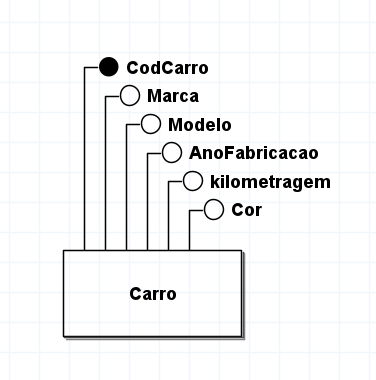 CodCarro
Marca
Modelo
AnoFabricacao
kilometragem
Cor
Carro